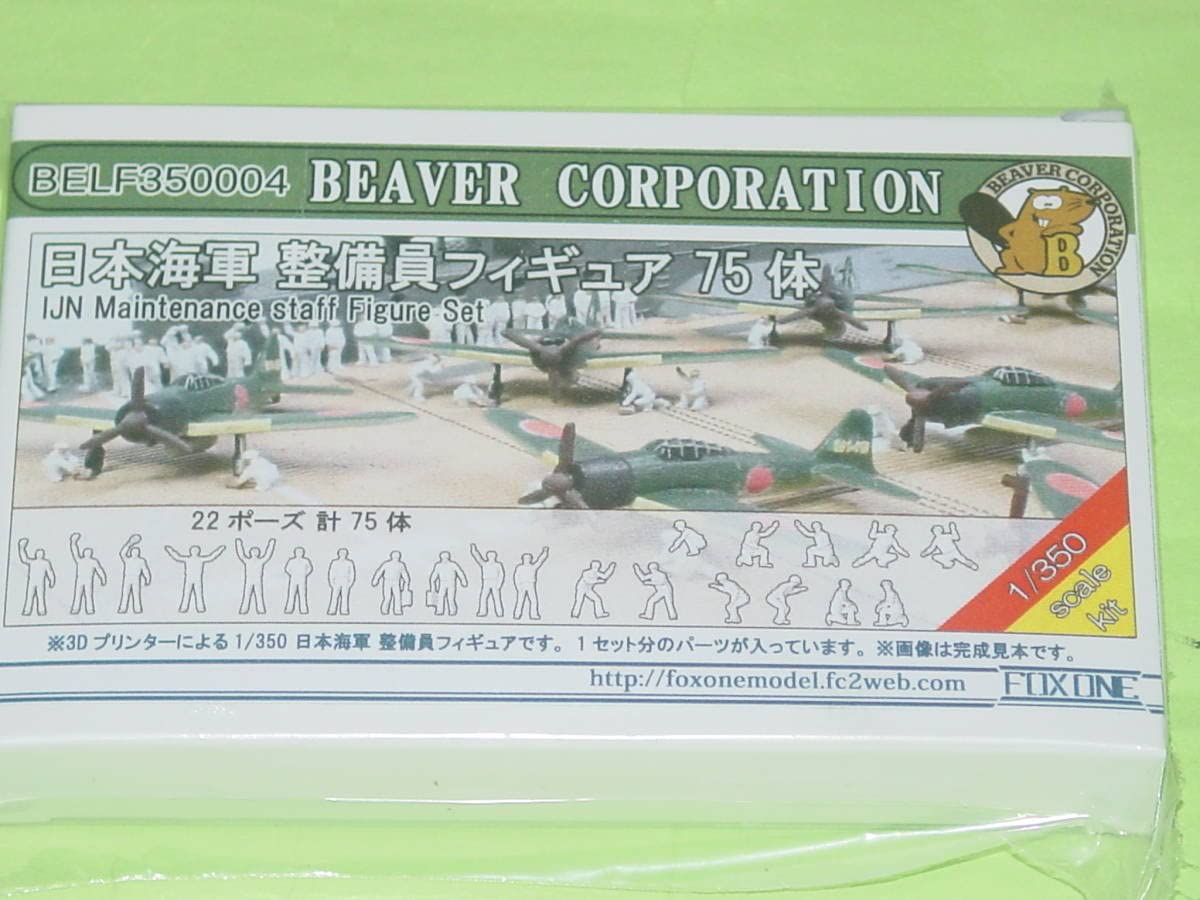 BELF350004 BEAVER CORPORATION
BEAVER CORPORATION
B
日本海軍 整備員フィギュア 75 体
IJN Maintenance staff Figure Set
22 ポーズ 計 75 体
1/350
scale
kit
※3D プリンターによる 1/350 日本海軍 整備員フィギュアです。 1 セット分のパーツが入っています。 ※画像は完成見本です。
http://foxonemodel.fc2web.com
FOX ONE